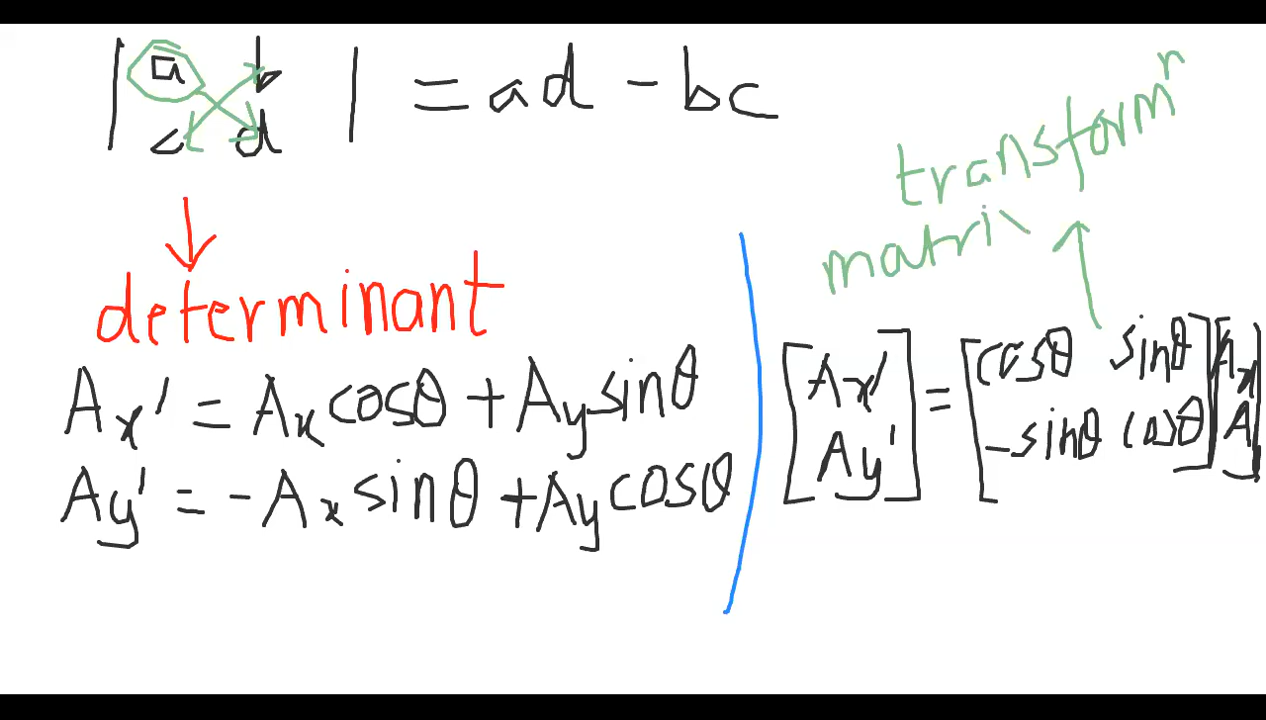 | a b | = ad - bc
c d
determinant
transformⁿ
matrix
Ax' = Ax cosθ + Ay sinθ
Ay' = -Ax sinθ + Ay cosθ
[Ax'] = [cosθ sinθ] [Ax]
[Ay'] [-sinθ cosθ] [Ay]